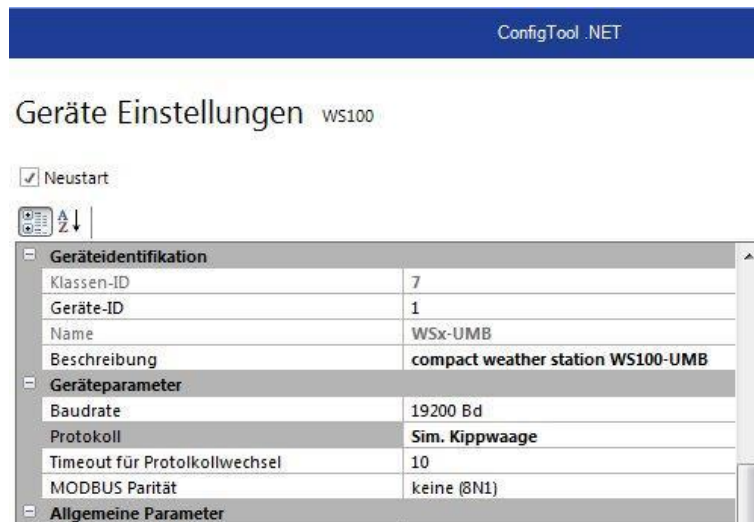 ConfigTool .NET
Geräte Einstellungen WS100
Neustart
Geräteidentifikation
Klassen-ID 7
Geräte-ID 1
Name WSx-UMB
Beschreibung compact weather station WS100-UMB
Geräteparameter
Baudrate 19200 Bd
Protokoll Sim. Kippwaage
Timeout für Protolkollwechsel 10
MODBUS Parität keine (8N1)
Allgemeine Parameter